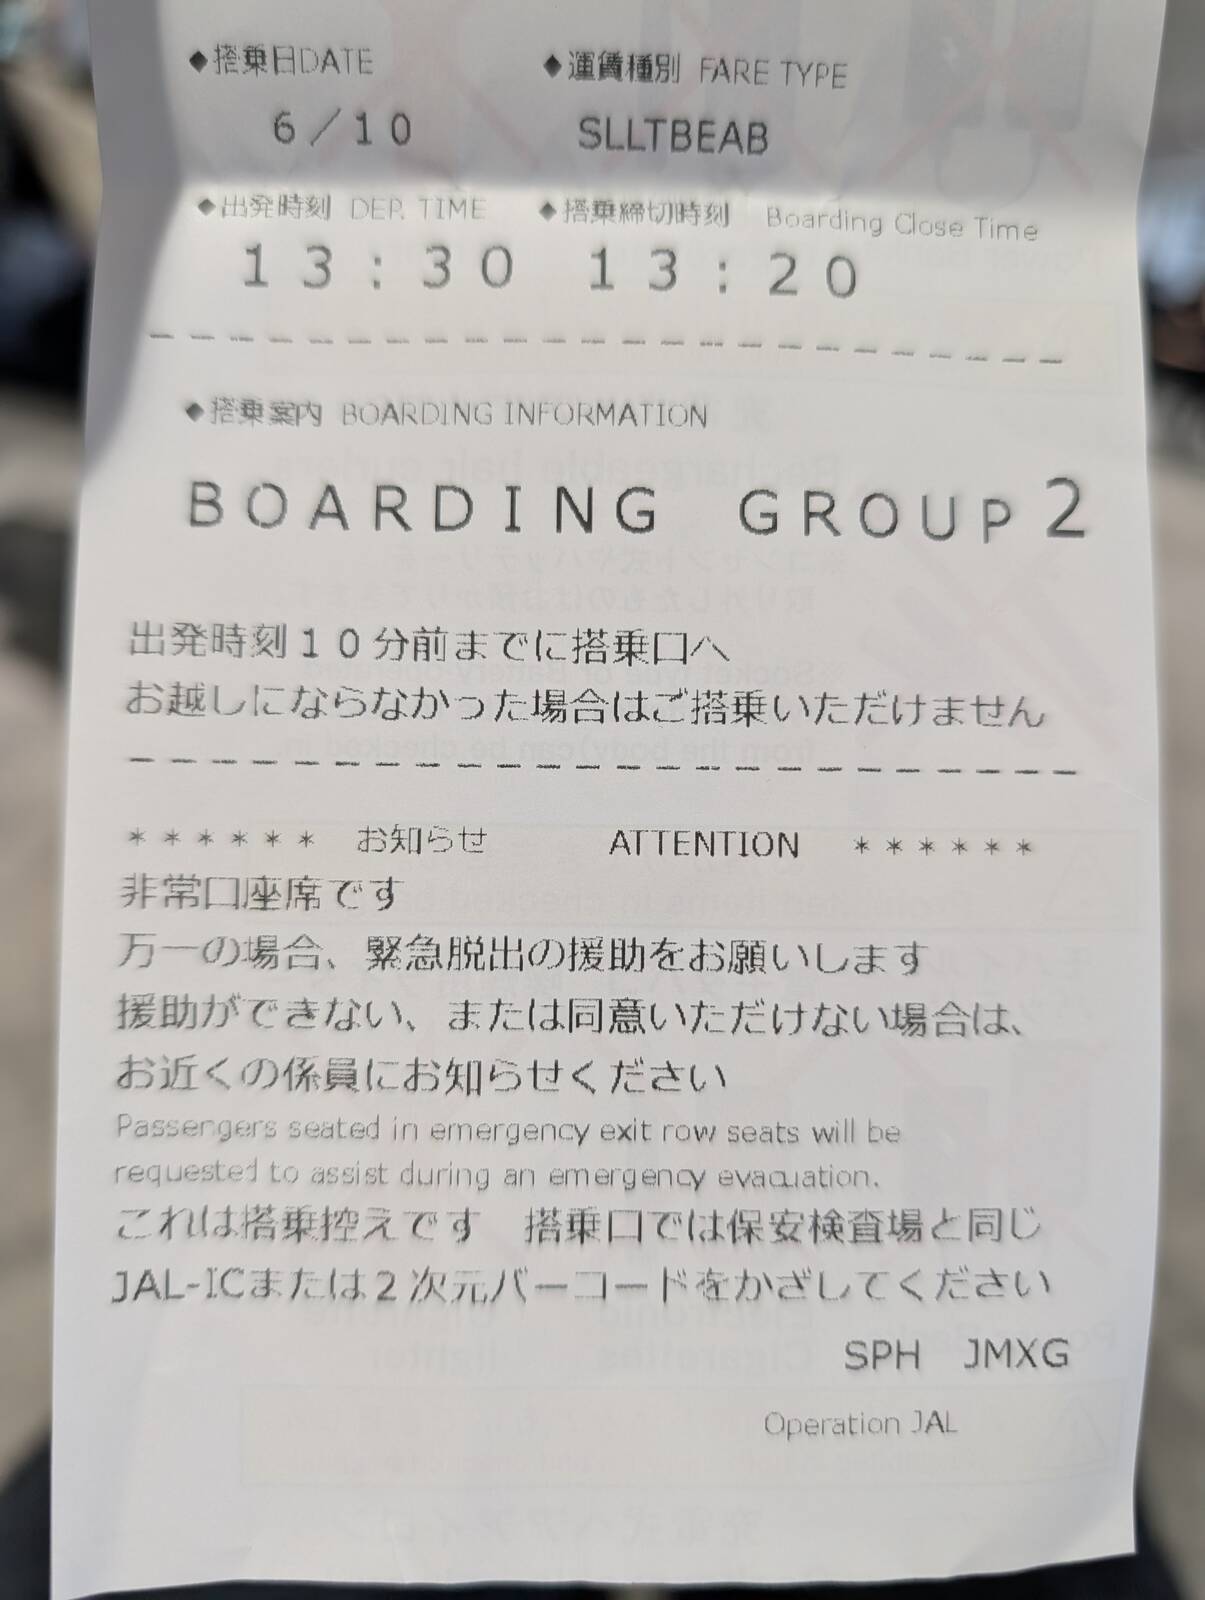 ◆搭乗日DATE ◆運賃種別 FARE TYPE
6/10 SLLTBEAB
◆出発時刻 DEP. TIME ◆搭乗締切時刻 Boarding Close Time
13:30 13:20
◆搭乗案内 BOARDING INFORMATION
BOARDING GROUP2
出発時刻10分前までに搭乗口へ
お越しにならなかった場合はご搭乗いただけません
****** お知らせ ATTENTION ******
非常口座席です
万一の場合、緊急脱出の援助をお願いします
援助ができない、または同意いただけない場合は、
お近くの係員にお知らせください
Passengers seated in emergency exit row seats will be
requested to assist during an emergency evacuation.
これは搭乗控えです 搭乗口では保安検査場と同じ
JAL-ICまたは2次元バーコードをかざしてください
SPH JMXG
Operation JAL